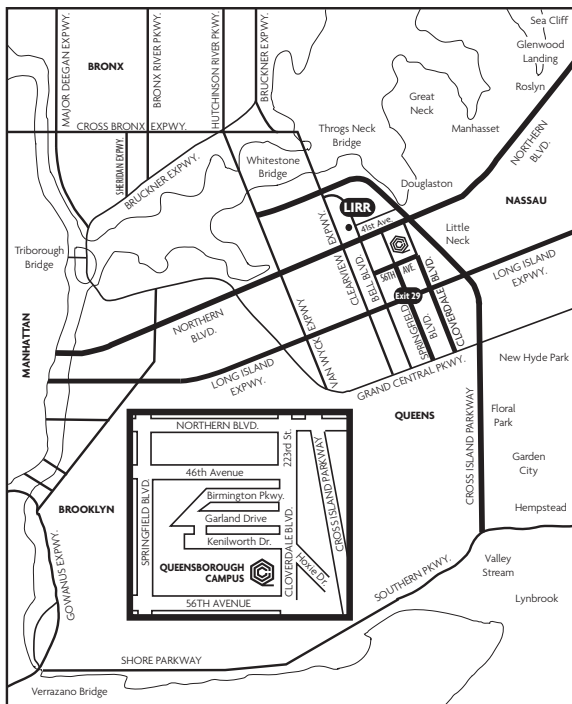 Sea Cliff
Glenwood
Landing
Roslyn
MAJOR DEEGAN EXPWY.
BRONX
BRONX RIVER PKWY.
HUTCHINSON RIVER PKWY.
BRUCKNER EXPWY.
Great
Neck
Manhasset
NORTHERN
BLVD.
CROSS BRONX EXPWY.
Throgs Neck
Bridge
SHERIDAN EXPWY.
BRUCKNER EXPWY.
Whitestone
Bridge
Douglaston
NASSAU
LIRR
41st Ave.
Little
Neck
Triborough
Bridge
CLEARVIEW EXPWY.
BELL BLVD.
56TH AVE.
LONG ISLAND
EXPWY.
Exit 29
SPRINGFIELD
BLVD.
CLOVERDALE BLVD.
NORTHERN
BLVD.
VAN WYCK EXPWY.
MANHATTAN
LONG ISLAND
EXPWY.
GRAND CENTRAL PKWY.
New Hyde Park
QUEENS
CROSS ISLAND PARKWAY
Floral
Park
Garden
City
Hempstead
BROOKLYN
GOWANUS EXPWY.
NORTHERN BLVD.
223rd St.
46th Avenue
SPRINGFIELD BLVD.
Birmington Pkwy.
Garland Drive
Kenilworth Dr.
CLOVERDALE BLVD.
CROSS ISLAND PARKWAY
QUEENSBOROUGH
CAMPUS
Hoxie Dr.
56TH AVENUE
SOUTHERN PKWY.
Valley
Stream
Lynbrook
SHORE PARKWAY
Verrazano Bridge